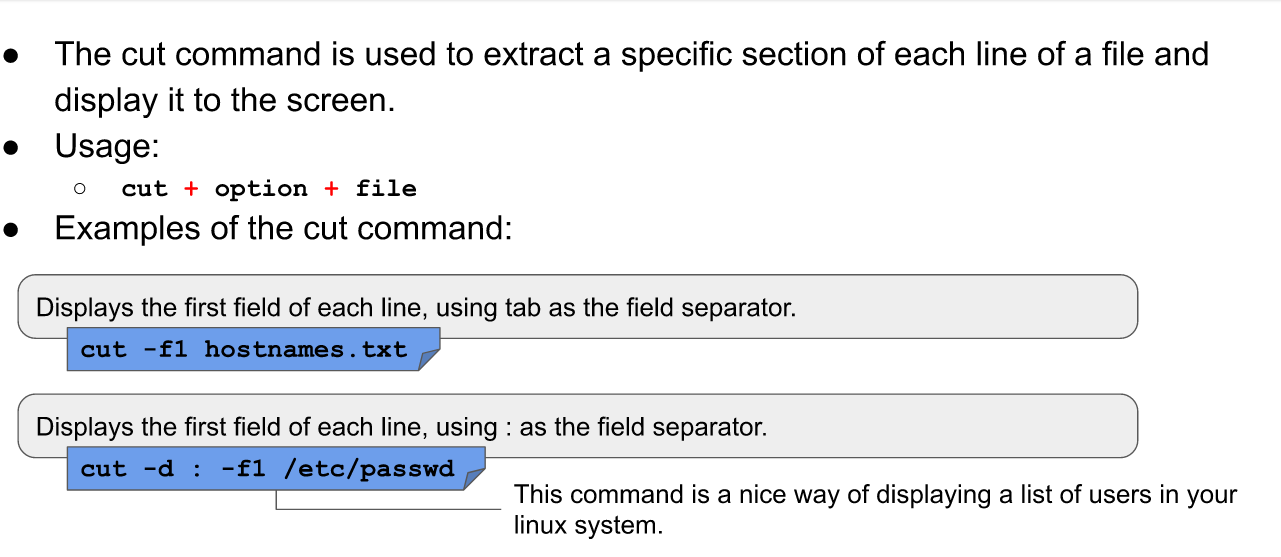 ● The cut command is used to extract a specific section of each line of a file and
display it to the screen.
● Usage:
○ cut + option + file
● Examples of the cut command:
Displays the first field of each line, using tab as the field separator.
cut -f1 hostnames.txt
Displays the first field of each line, using : as the field separator.
cut -d : -f1 /etc/passwd
This command is a nice way of displaying a list of users in your
linux system.